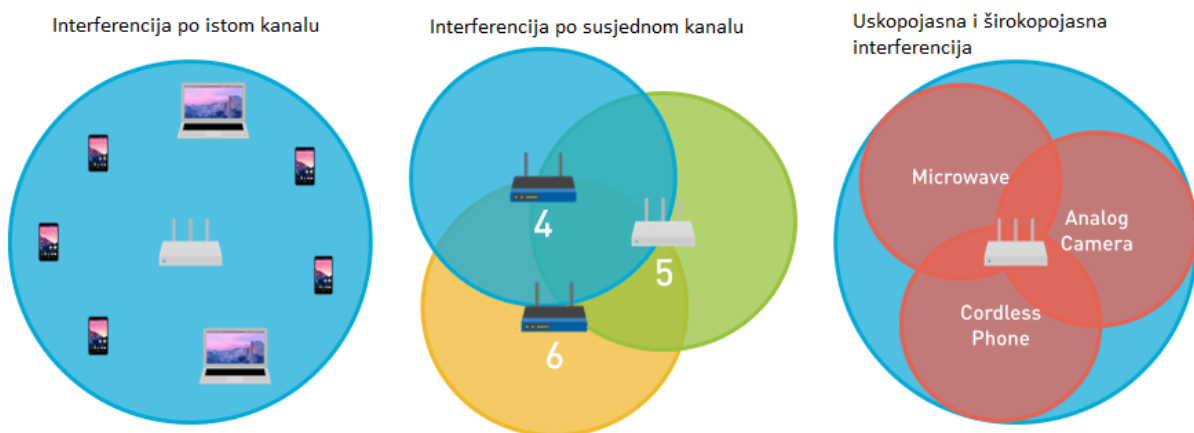 Interferencija po istom kanalu
Interferencija po susjednom kanalu
4
5
6
Uskopojasna i širokopojasna
interferencija
Microwave
Analog
Camera
Cordless
Phone